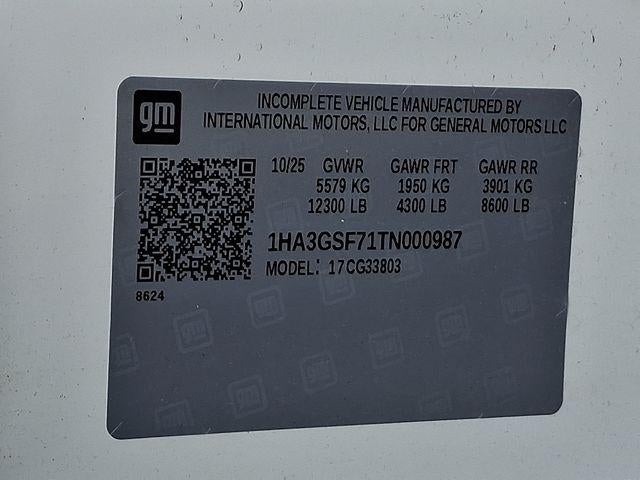 gm
INCOMPLETE VEHICLE MANUFACTURED BY
INTERNATIONAL MOTORS, LLC FOR GENERAL MOTORS LLC
10/25 GVWR GAWR FRT GAWR RR
5579 KG 1950 KG 3901 KG
12300 LB 4300 LB 8600 LB
1HA3GSF71TN000987
MODEL: 17CG33803
8624